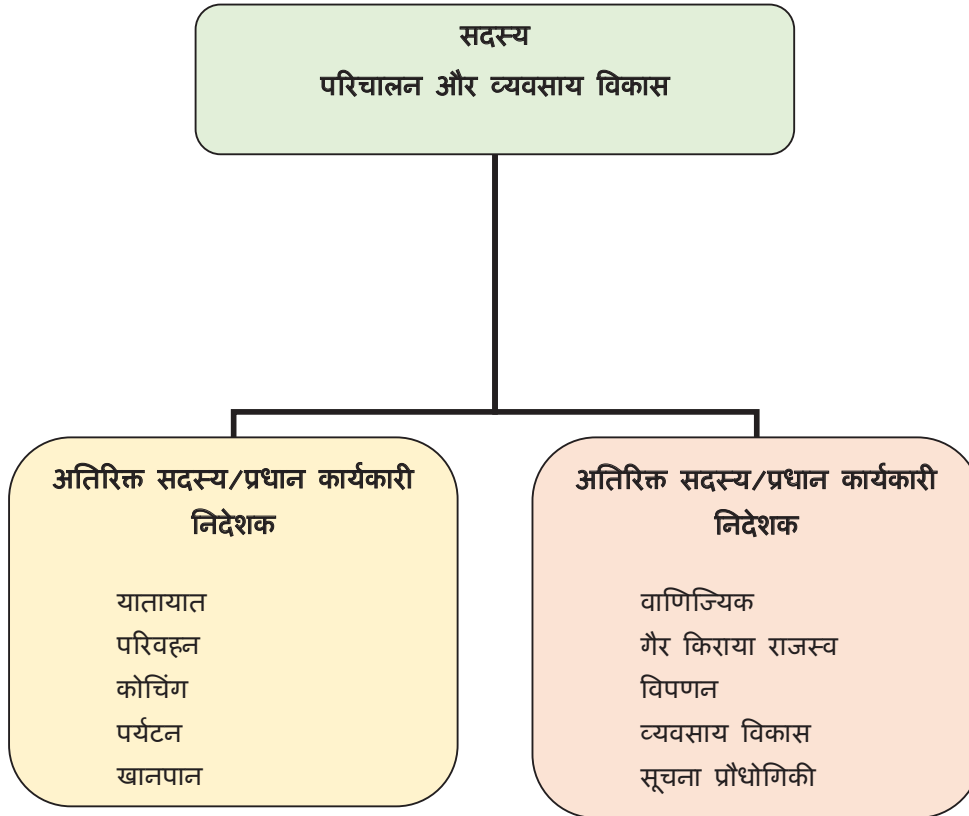 सदस्य
परिचालन और व्यवसाय विकास
अतिरिक्त सदस्य/प्रधान कार्यकारी
निदेशक
यातायात
परिवहन
कोचिंग
पर्यटन
खानपान
अतिरिक्त सदस्य/प्रधान कार्यकारी
निदेशक
वाणिज्यिक
गैर किराया राजस्व
विपणन
व्यवसाय विकास
सूचना प्रौधोगिकी